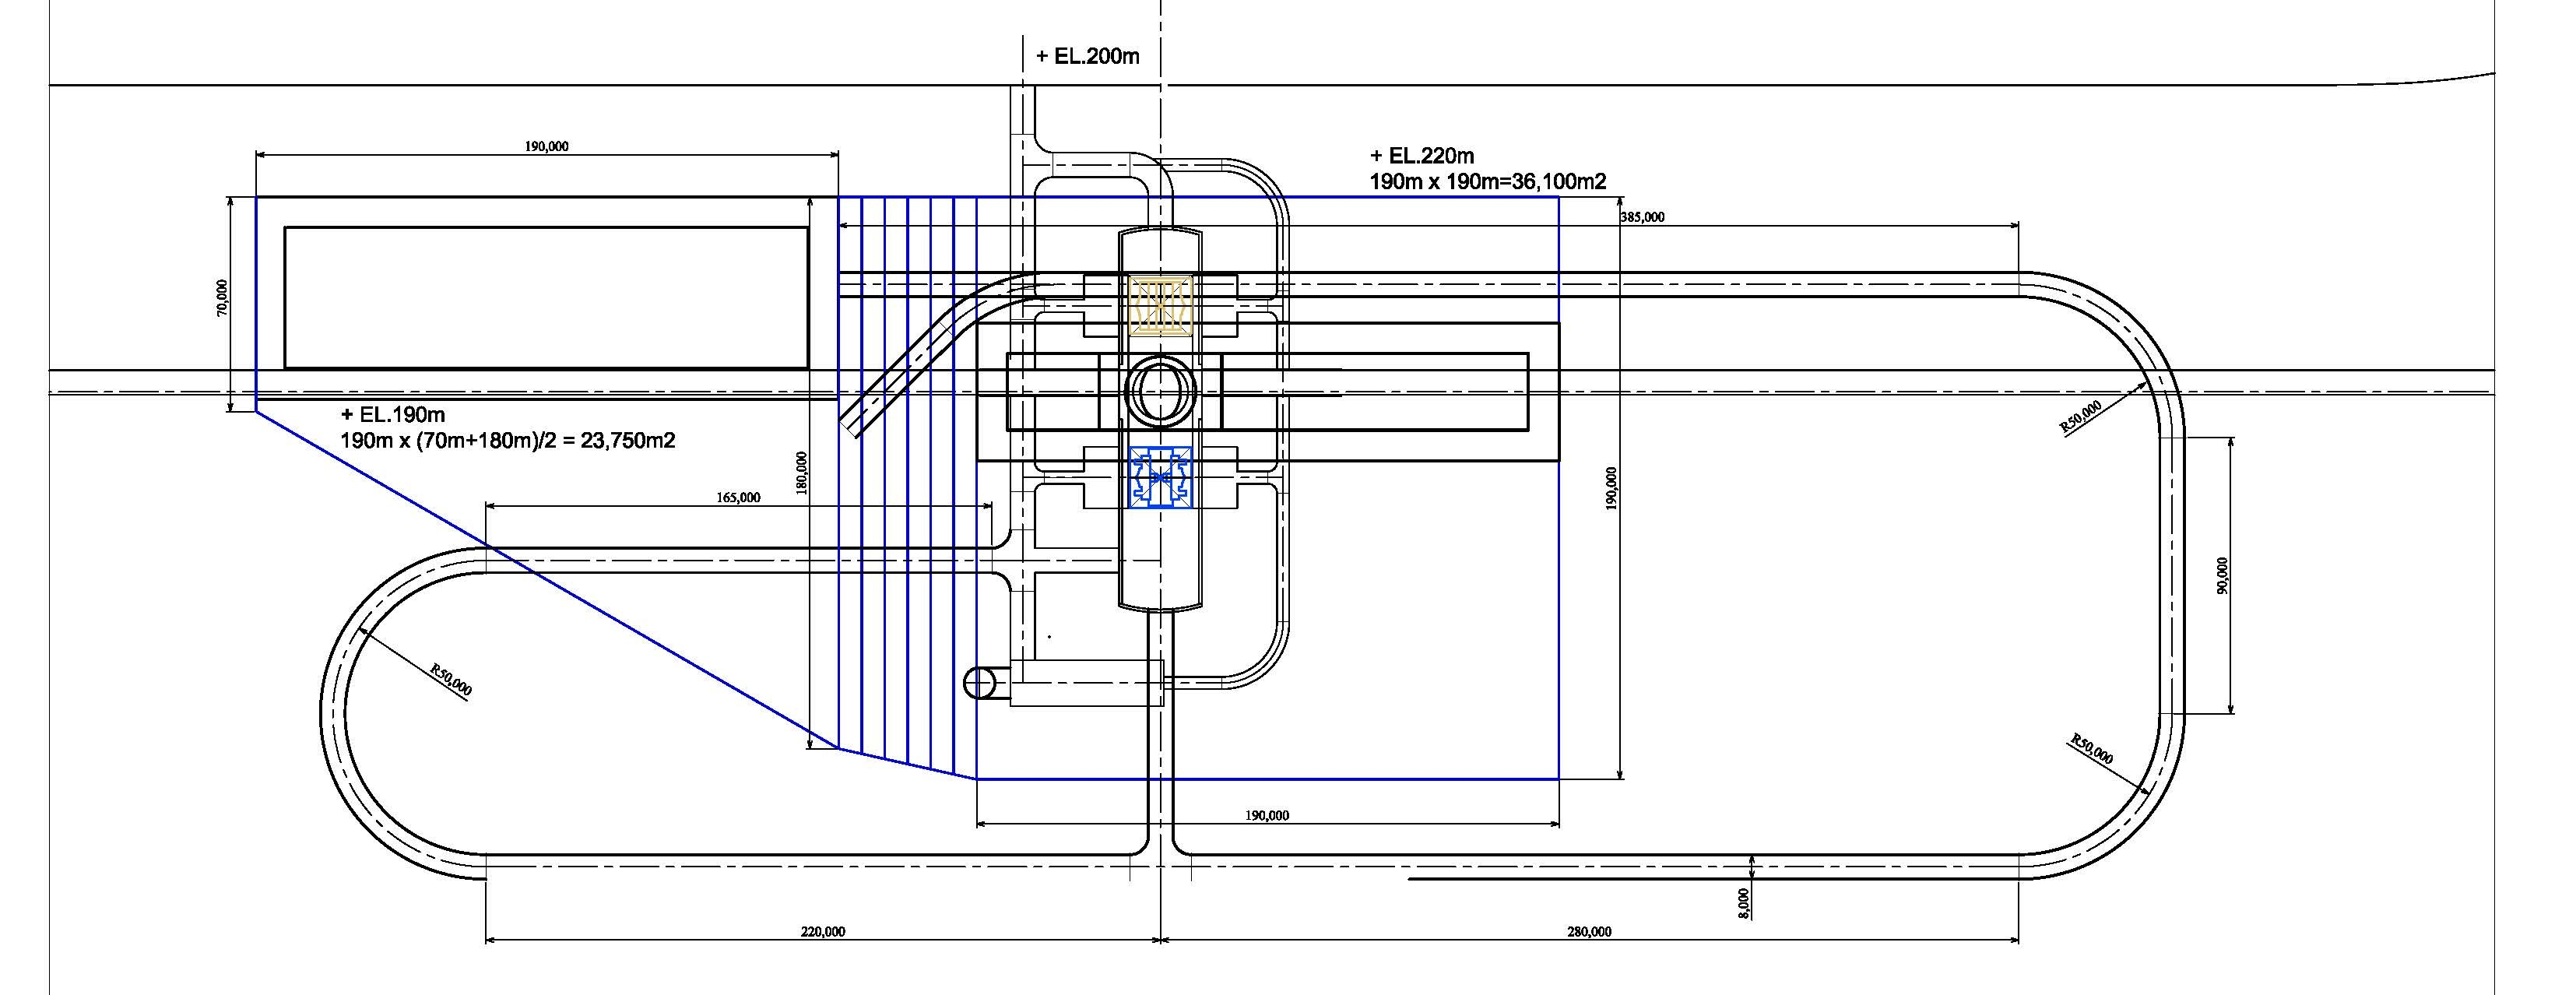 + EL.200m
190,000
+ EL.220m
190m x 190m=36,100m2
385,000
70,000
+ EL.190m
190m x (70m+180m)/2 = 23,750m2
180,000
165,000
190,000
R50,000
90,000
R50,000
R50,000
190,000
8,000
220,000
280,000